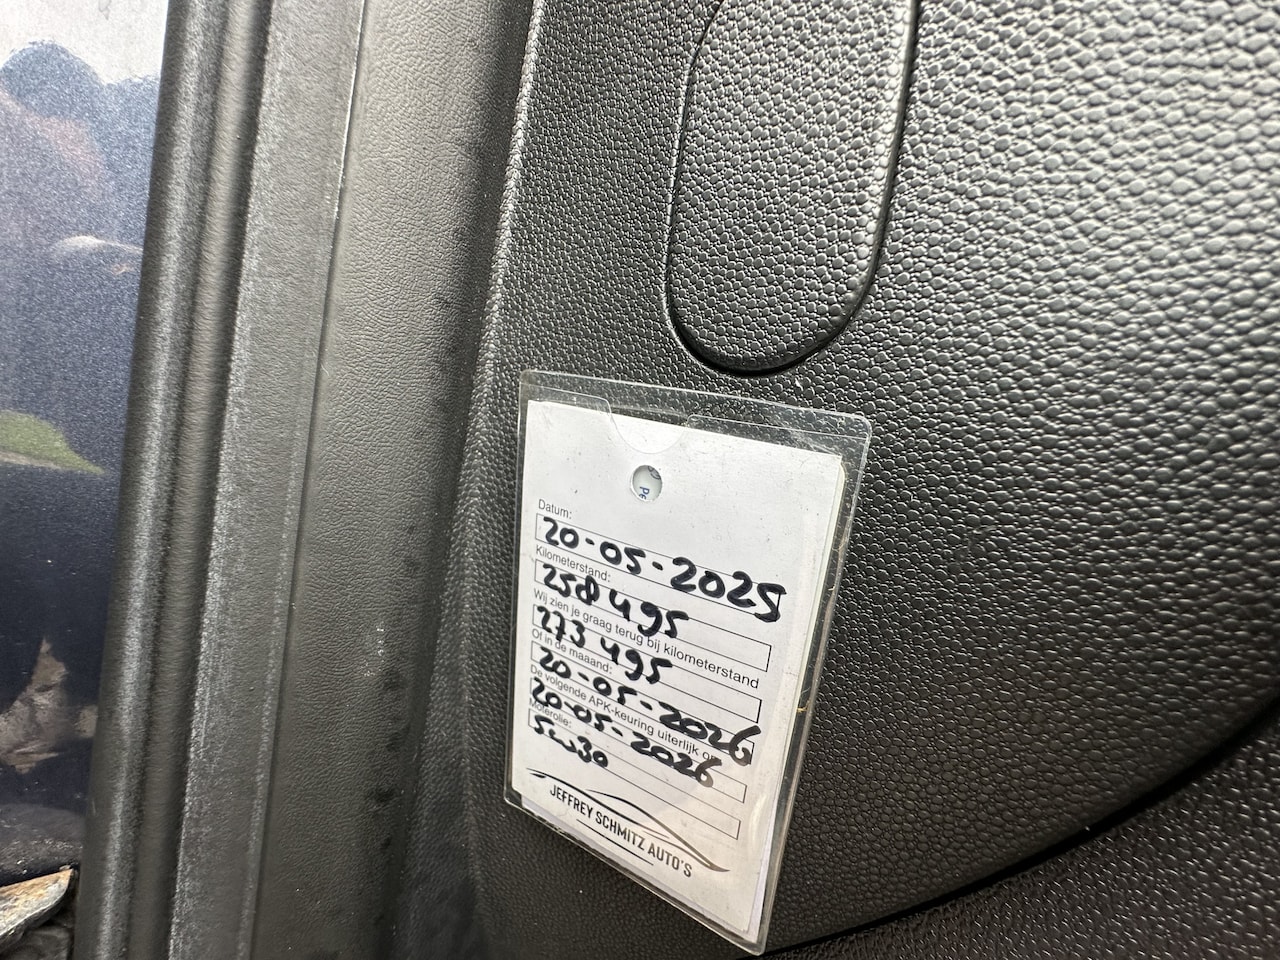 Datum:
20-05-2025
Kilometerstand:
258495
Wij zien je graag terug bij kilometerstand
273495
Of in de maaand:
20-05-2026
De volgende APK-keuring uiterlijk op
20-05-2026
Motorolie:
5w30
JEFFREY SCHMITZ AUTO'S